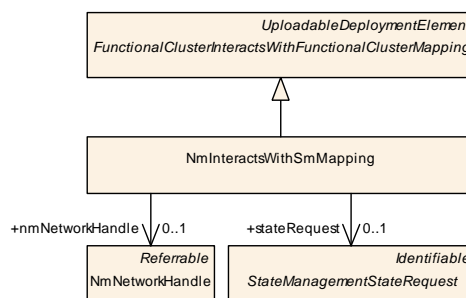 UploadableDeploymentElemen
FunctionalClusterInteractsWithFunctionalClusterMapping
NmInteractsWithSmMapping
+nmNetworkHandle 0..1 +stateRequest 0..1
Referrable Identifiable
NmNetworkHandle StateManagementStateRequest